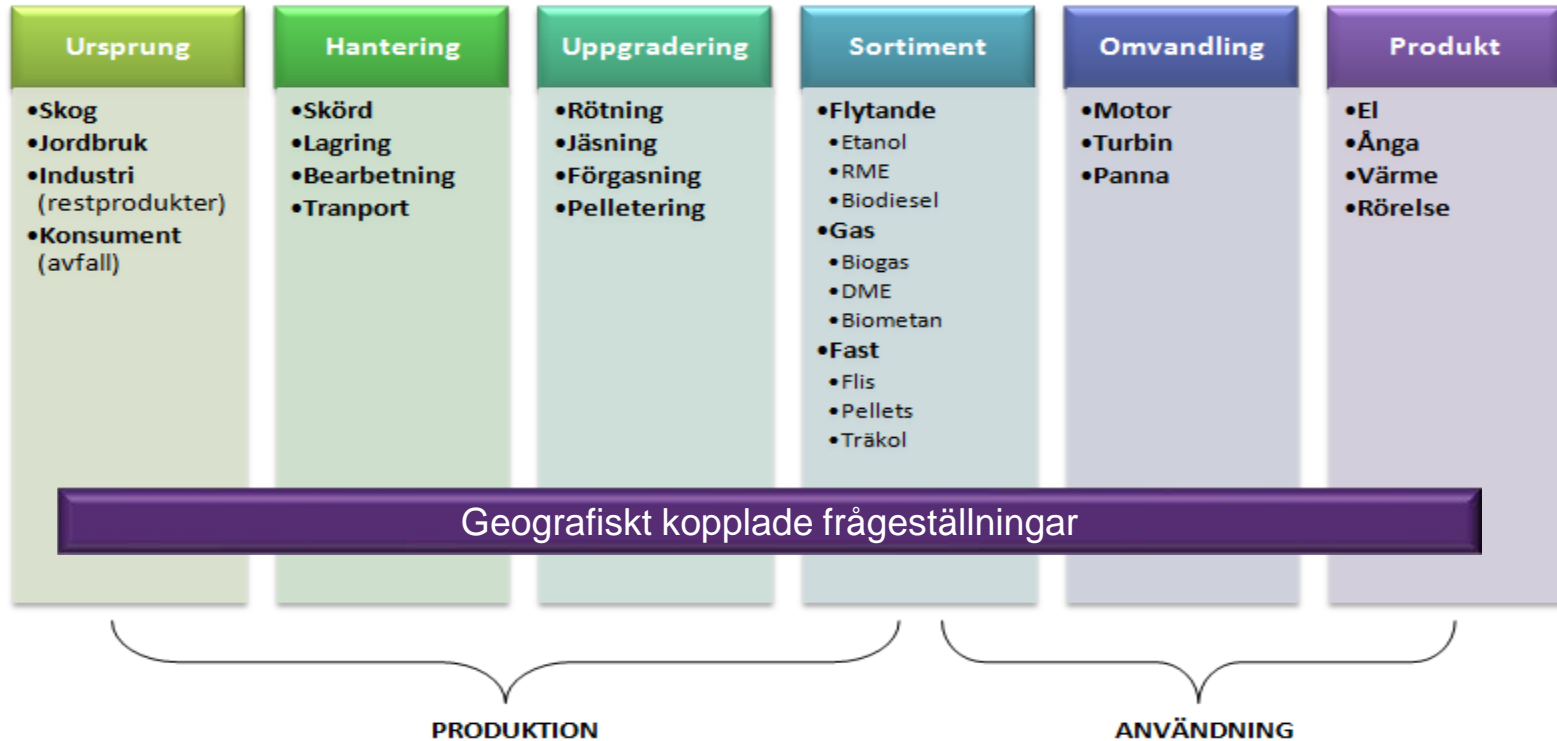 Ursprung
•Skog
•Jordbruk
•Industri
(restprodukter)
•Konsument
(avfall)
Hantering
•Skörd
•Lagring
•Bearbetning
•Tranport
Uppgradering
•Rötning
•Jäsning
•Förgasning
•Pelletering
Sortiment
•Flytande
•Etanol
•RME
•Biodiesel
•Gas
•Biogas
•DME
•Biometan
•Fast
•Flis
•Pellets
•Träkol
Omvandling
•Motor
•Turbin
•Panna
Produkt
•El
•Ånga
•Värme
•Rörelse
Geografiskt kopplade frågeställningar
PRODUKTION
ANVÄNDNING